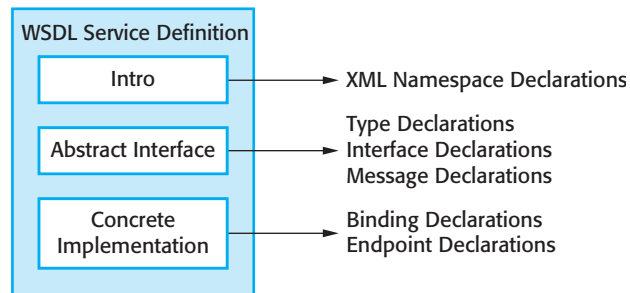 WSDL Service Definition
Intro
XML Namespace Declarations
Abstract Interface
Type Declarations
Interface Declarations
Message Declarations
Concrete
Implementation
Binding Declarations
Endpoint Declarations